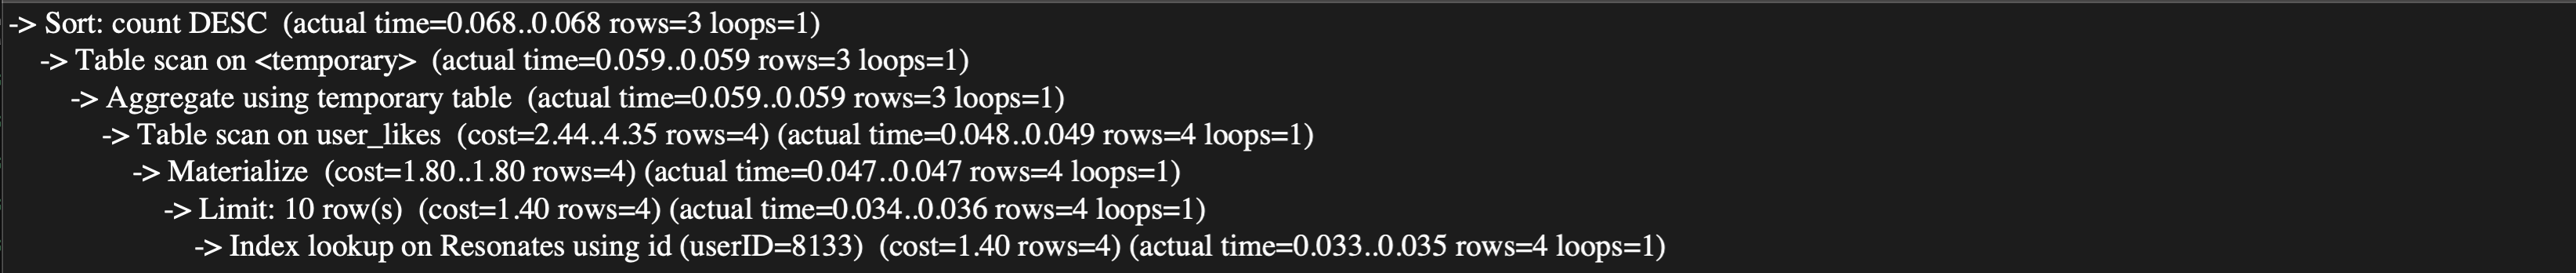 -> Sort: count DESC (actual time=0.068..0.068 rows=3 loops=1)
-> Table scan on <temporary> (actual time=0.059..0.059 rows=3 loops=1)
-> Aggregate using temporary table (actual time=0.059..0.059 rows=3 loops=1)
-> Table scan on user_likes (cost=2.44..4.35 rows=4) (actual time=0.048..0.049 rows=4 loops=1)
-> Materialize (cost=1.80..1.80 rows=4) (actual time=0.047..0.047 rows=4 loops=1)
-> Limit: 10 row(s) (cost=1.40 rows=4) (actual time=0.034..0.036 rows=4 loops=1)
-> Index lookup on Resonates using id (userID=8133) (cost=1.40 rows=4) (actual time=0.033..0.035 rows=4 loops=1)